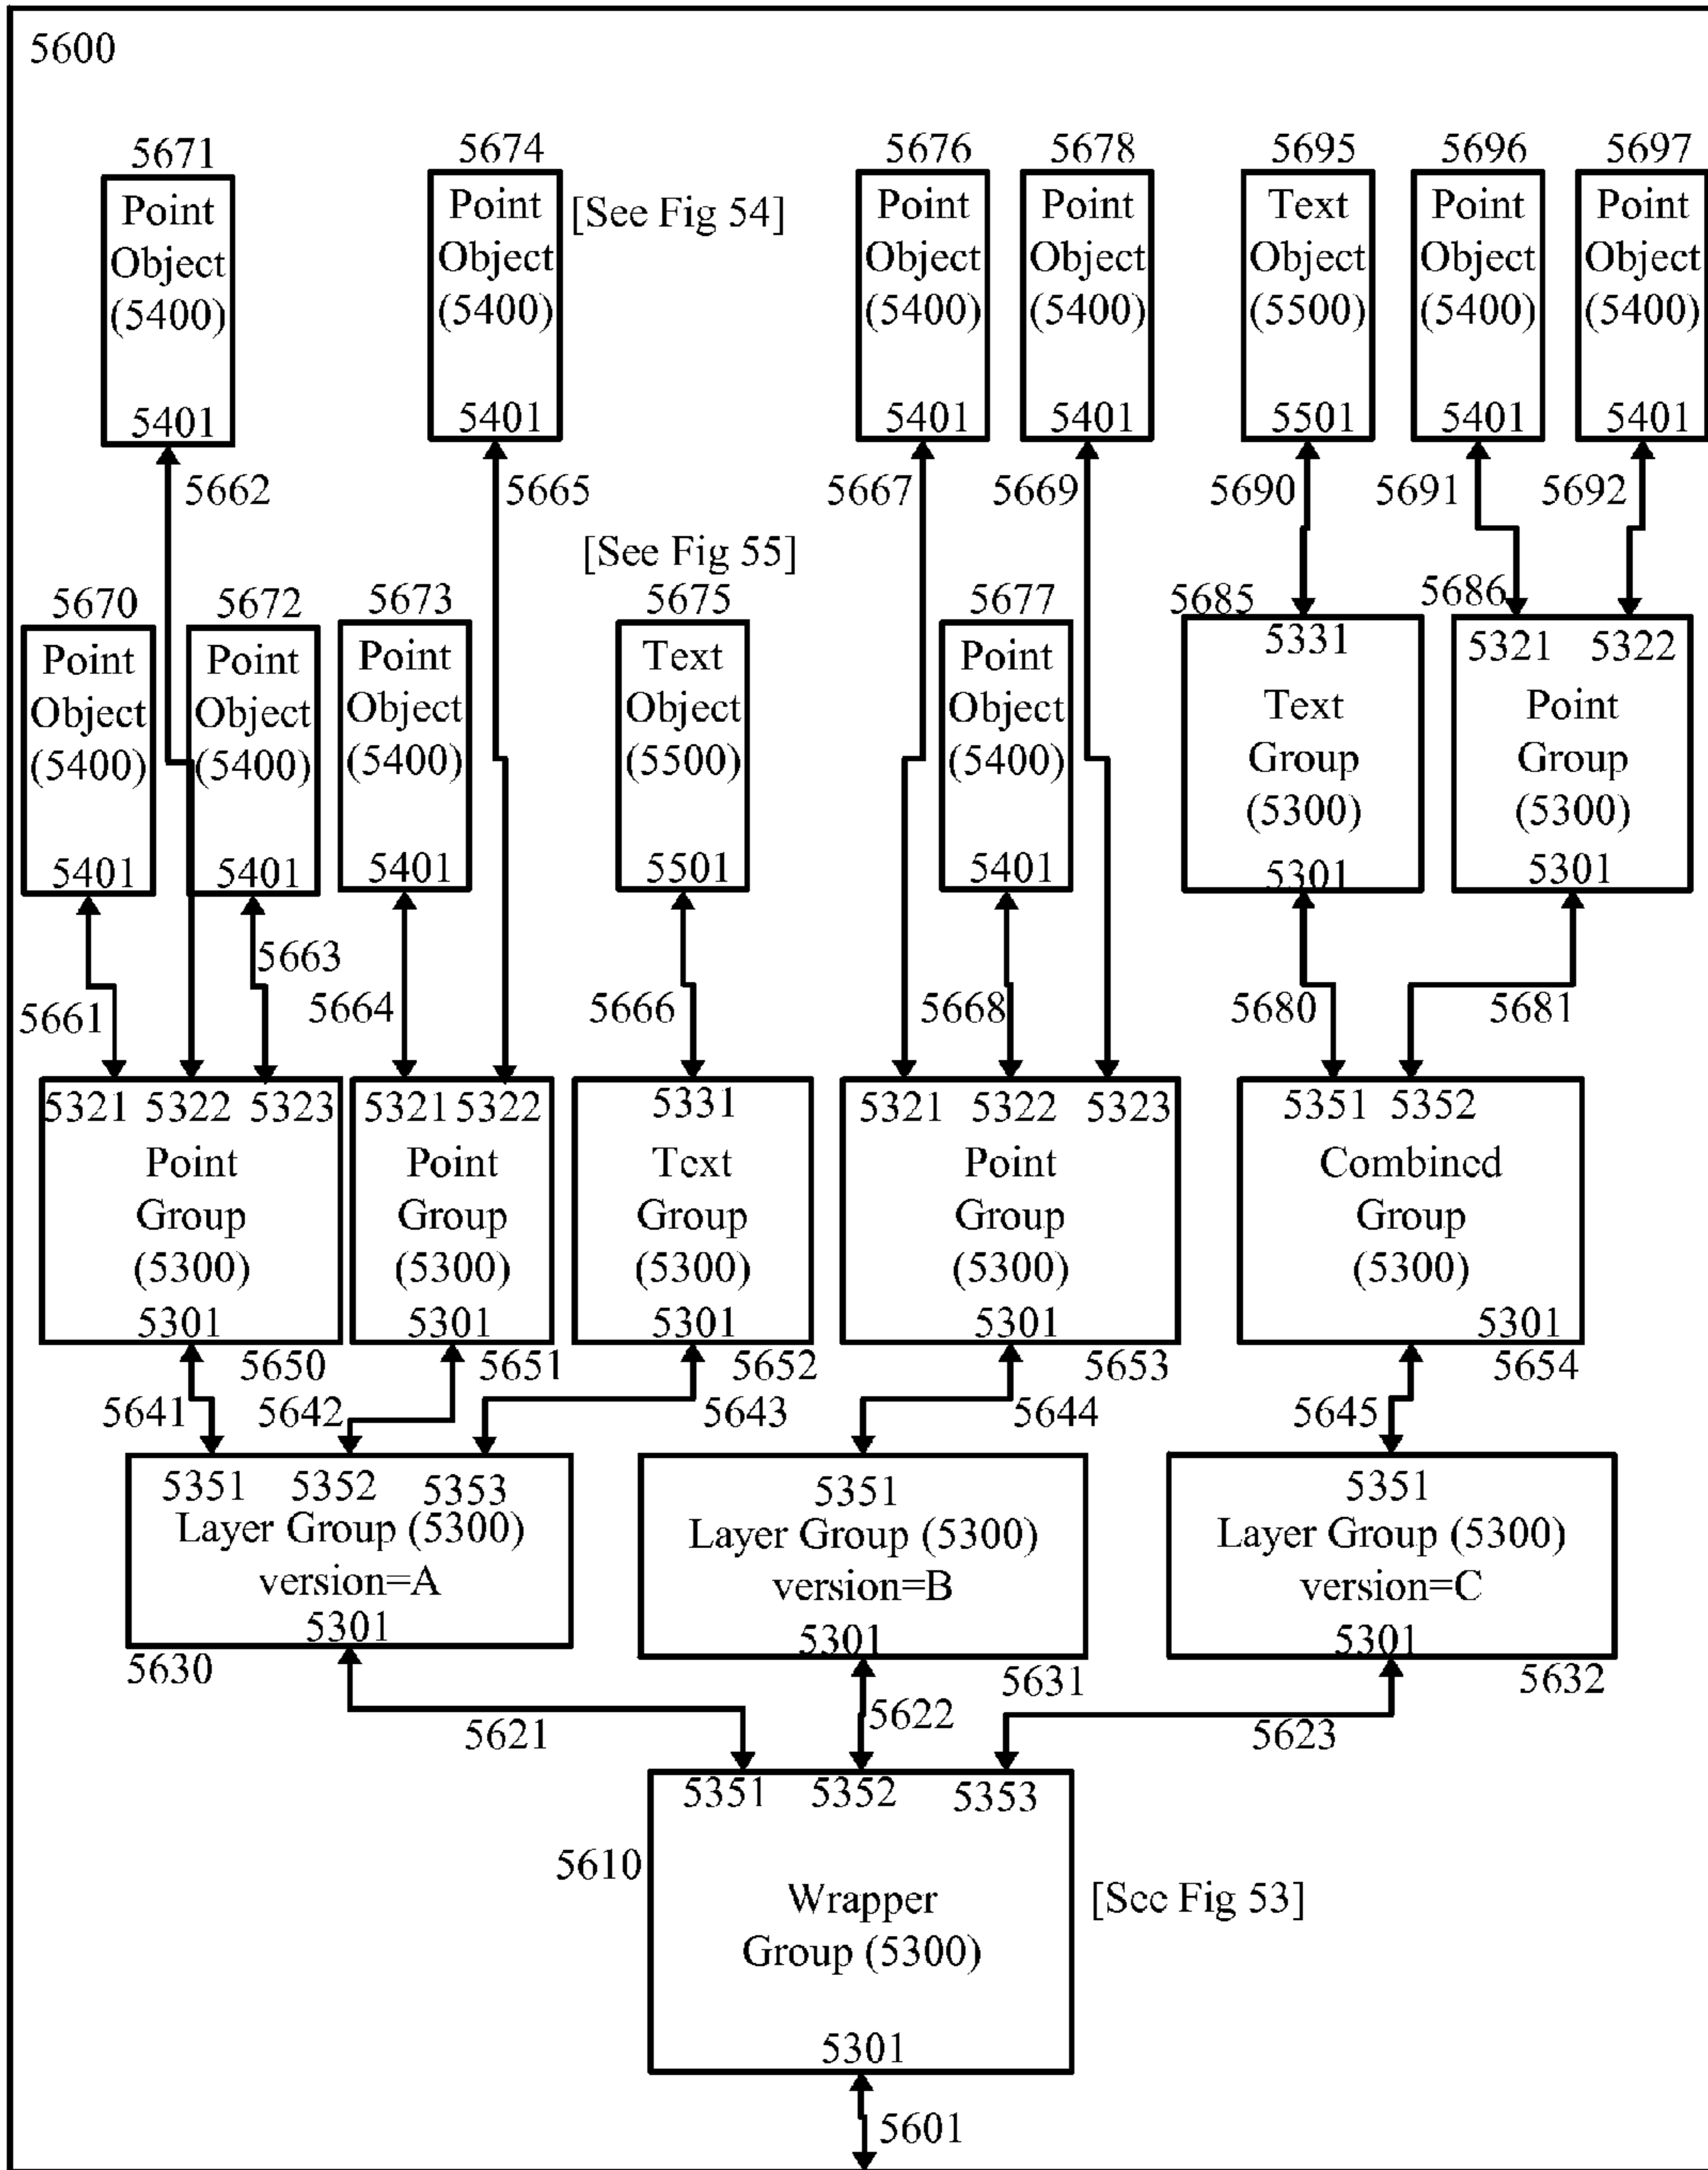 5600
5671
Point
Object
(5400)
5401
5674
Point
Object
(5400)
5401
[See Fig 54]
5676
Point
Object
(5400)
5401
5678
Point
Object
(5400)
5401
5695
Text
Object
(5500)
5501
5696
Point
Object
(5400)
5401
5697
Point
Object
(5400)
5401
5662
5665
5667
5669
5690
5691
5692
[See Fig 55]
5670
Point
Object
(5400)
5401
5672
Point
Object
(5400)
5401
5673
Point
Object
(5400)
5401
5675
Text
Object
(5500)
5501
5677
Point
Object
(5400)
5401
5685
5331
Text
Group
(5300)
5301
5686
5321 5322
Point
Group
(5300)
5301
5661
5663
5664
5666
5668
5680
5681
5321 5322 5323
Point
Group
(5300)
5301
5650
5321 5322
Point
Group
(5300)
5301
5651
5331
Text
Group
(5300)
5301
5652
5321 5322 5323
Point
Group
(5300)
5301
5653
5351 5352
Combined
Group
(5300)
5301
5654
5641
5642
5643
5644
5645
5351 5352 5353
Layer Group (5300)
version=A
5301
5630
5351
Layer Group (5300)
version=B
5301
5631
5351
Layer Group (5300)
version=C
5301
5632
5621
5622
5623
5351 5352 5353
5610
Wrapper
Group (5300)
5301
[See Fig 53]
5601